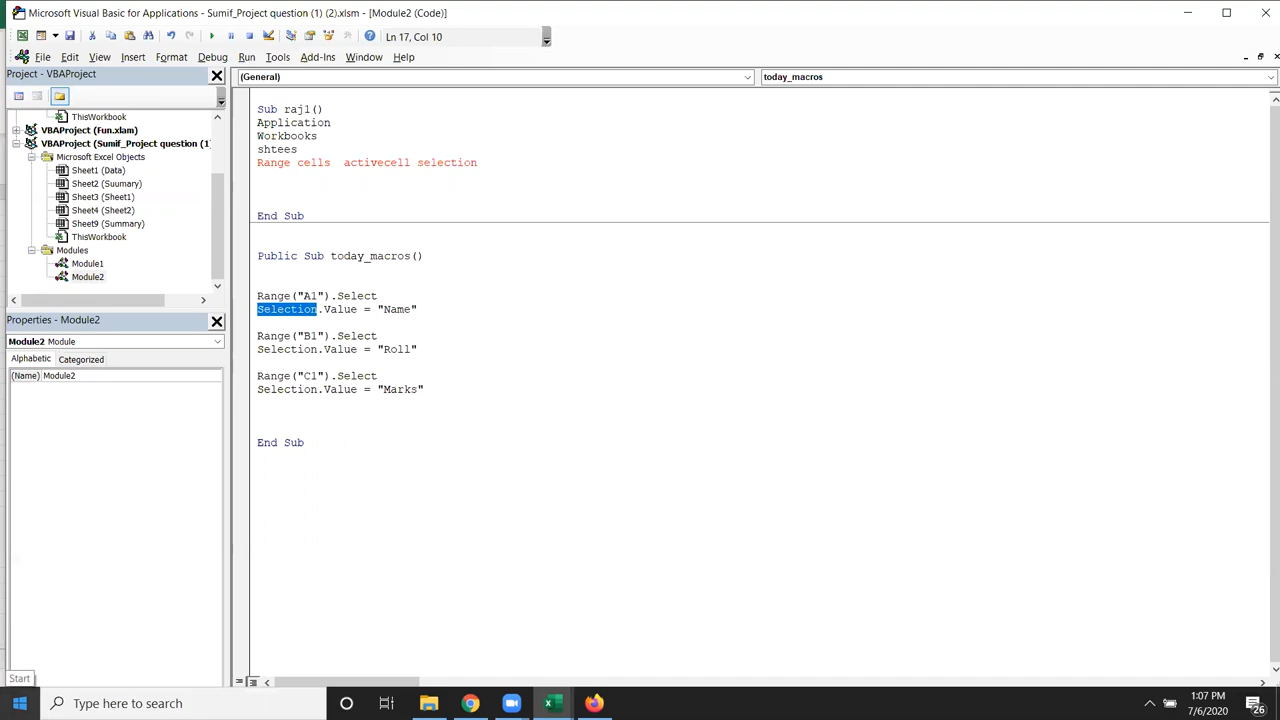 Microsoft Visual Basic for Applications - Sumif_Project question (1) (2).xlsm - [Module2 (Code)]
Ln 17, Col 10
File Edit View Insert Format Debug Run Tools Add-Ins Window Help
Project - VBAProject
(General)
today_macros
ThisWorkbook
VBAProject (Fun.xlam)
VBAProject (Sumif_Project question (1)
Microsoft Excel Objects
Sheet1 (Data)
Sheet2 (Suumary)
Sheet3 (Sheet1)
Sheet4 (Sheet2)
Sheet9 (Summary)
ThisWorkbook
Modules
Module1
Module2
Properties - Module2
Module2 Module
Alphabetic Categorized
(Name) Module2
Sub raj1()
Application
Workbooks
shtees
Range cells  activecell selection
End Sub
Public Sub today_macros()
Range("A1").Select
Selection.Value = "Name"
Range("B1").Select
Selection.Value = "Roll"
Range("C1").Select
Selection.Value = "Marks"
End Sub
Start
Type here to search
1:07 PM
7/6/2020
26